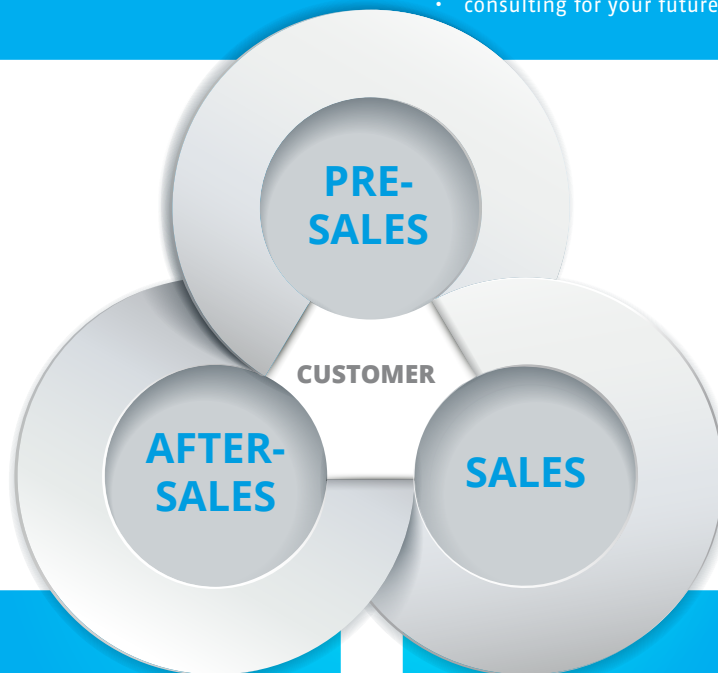 • consulting for your future
PRE-
SALES
CUSTOMER
AFTER-
SALES
SALES